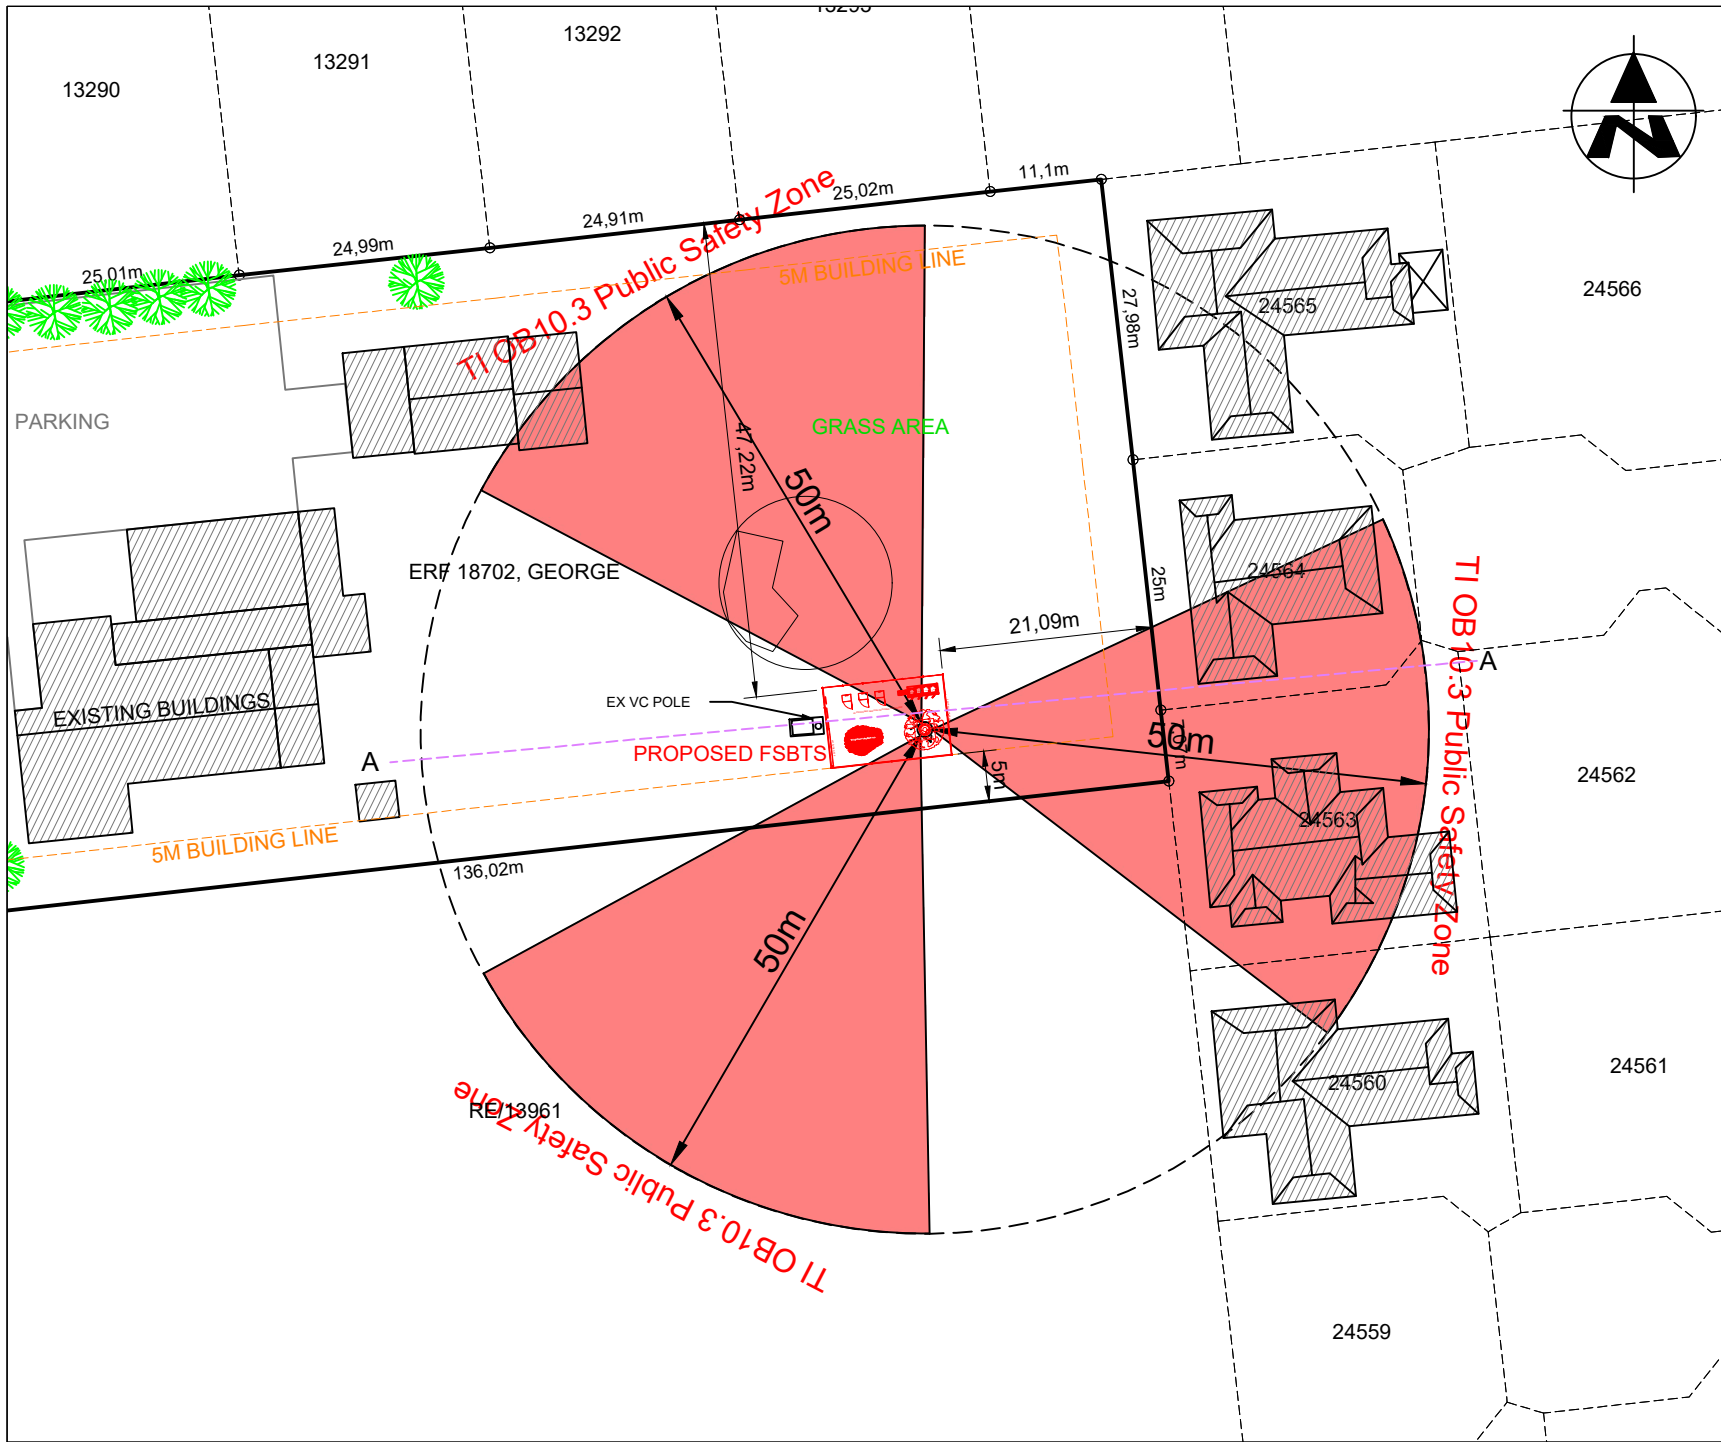 13293
13292
13291
13290
N
11,1m
25,02m
24,91m
24,99m
25,01m
TI OB10.3 Public Safety Zone
5M BUILDING LINE
27,98m
24565
24566
PARKING
GRASS AREA
47,22m
50m
ERF 18702, GEORGE
25m
24564
21,09m
TI OB10.3 Public Safety Zone
A
EX VC POLE
EXISTING BUILDINGS
PROPOSED FSBTS
50m
A
5m
24562
24563
5M BUILDING LINE
136,02m
50m
24561
24560
RE/13961
TI OB10.3 Public Safety Zone
24559